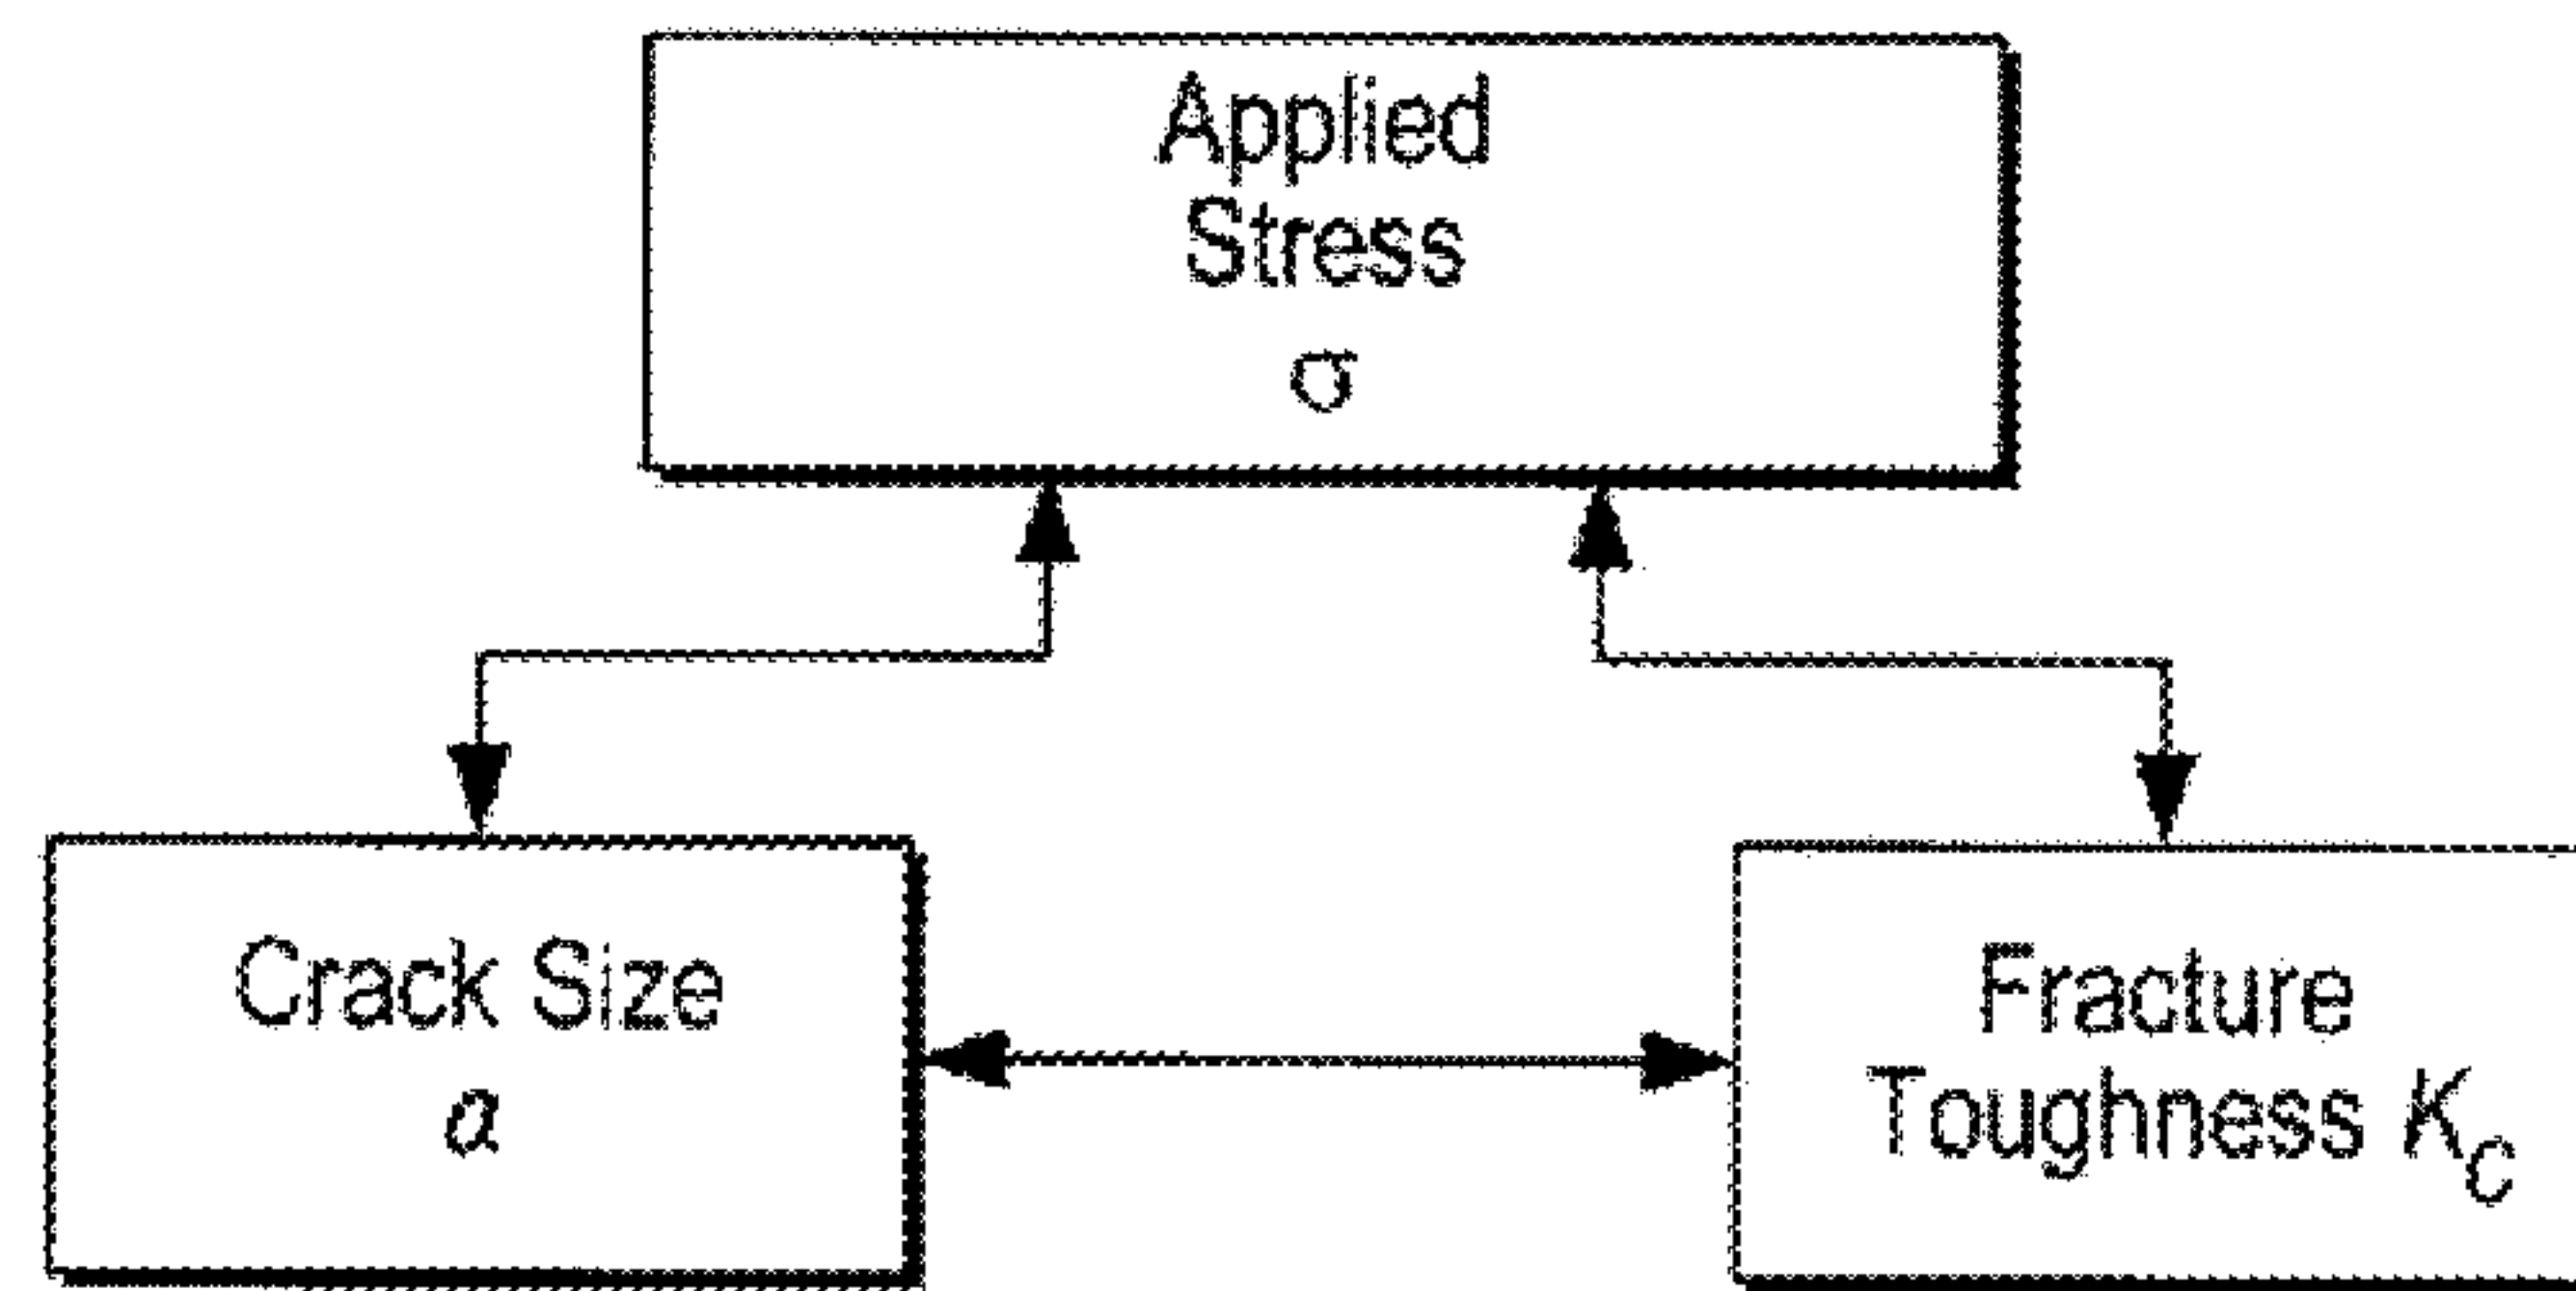 Applied
Stress
σ
Crack Size
a
Fracture
Toughness K_C